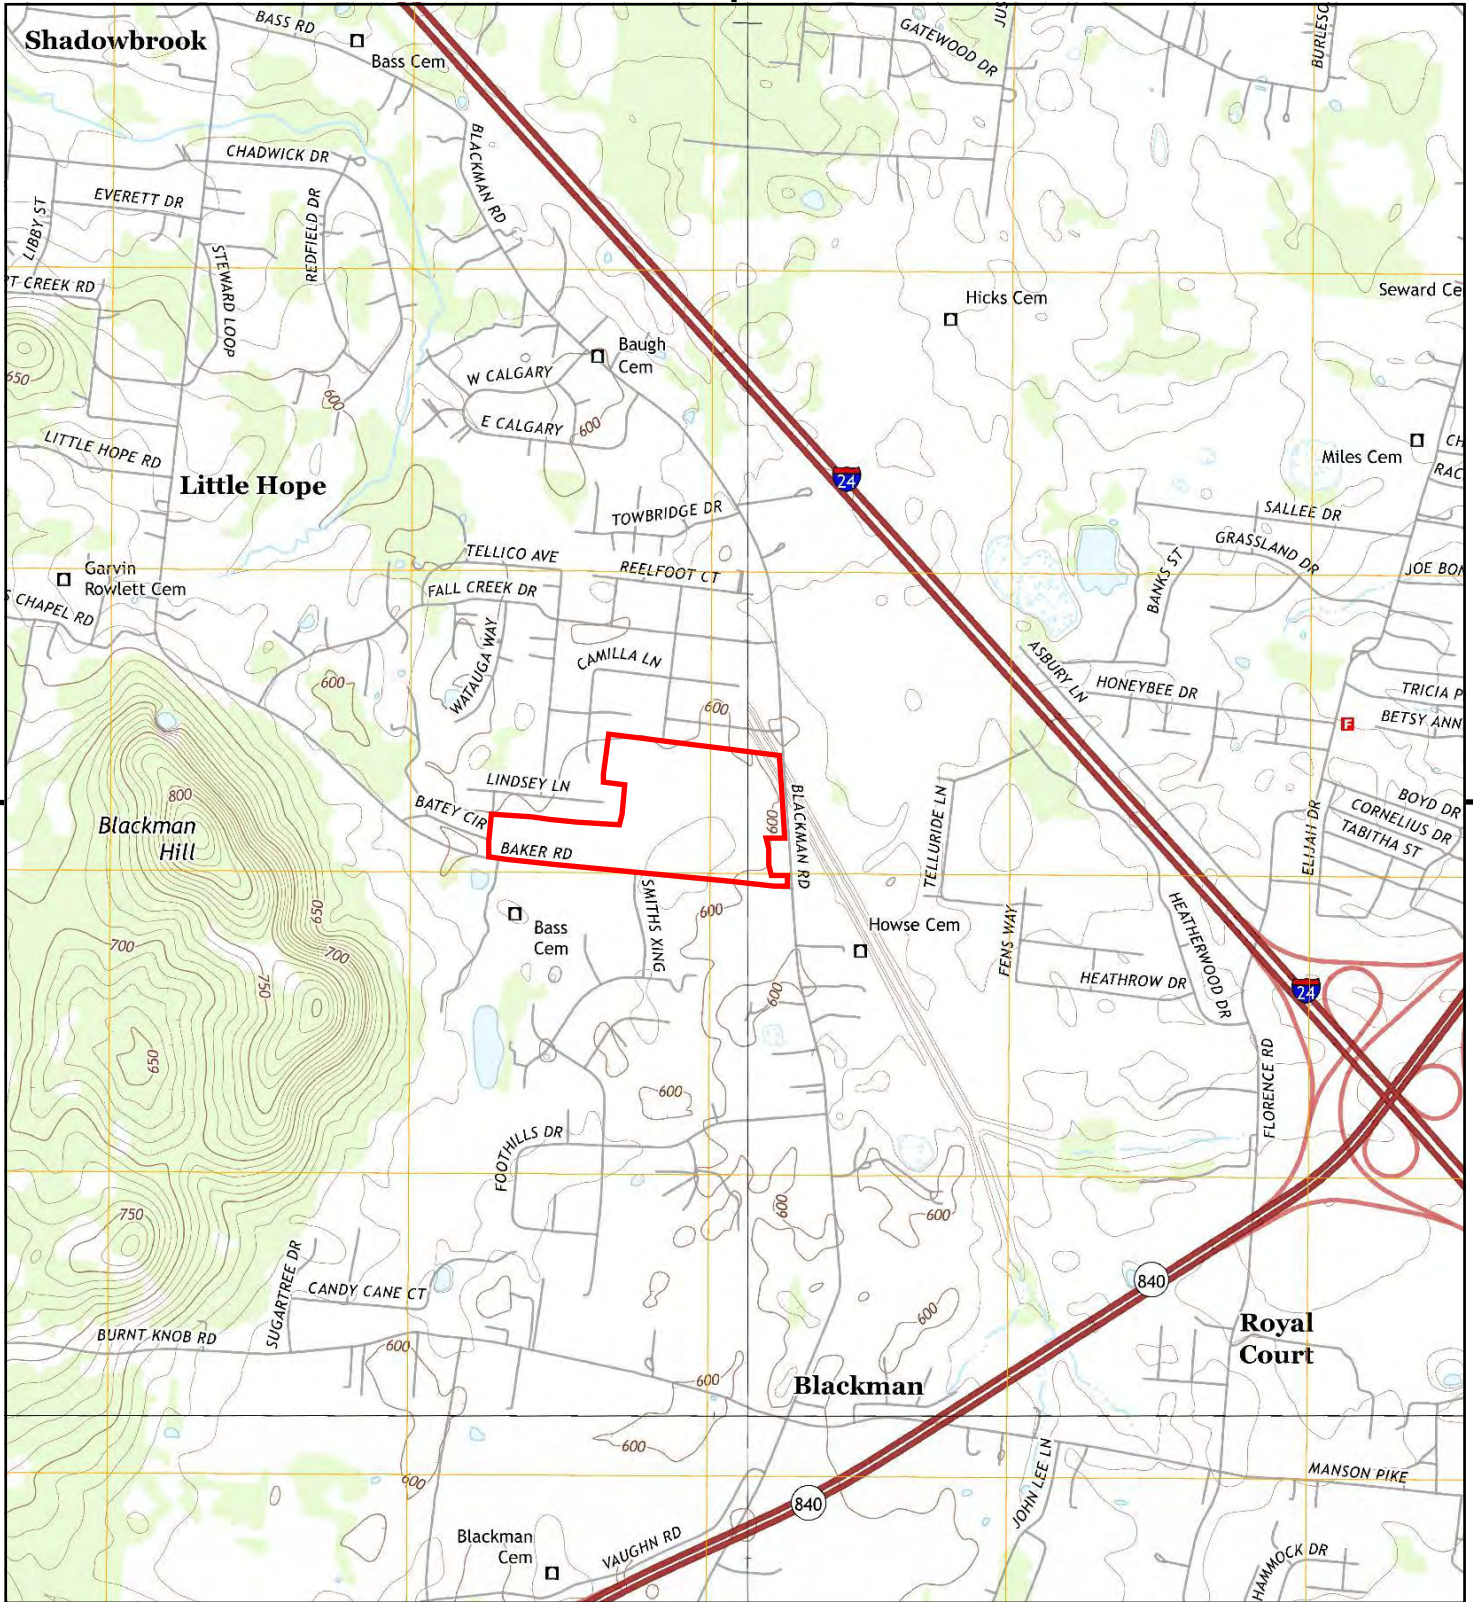 BASS RD
Shadowbrook
Bass Cem
GATEWOOD DR
JUS
BURLESO
BLACKMAN RD
CHADWICK DR
EVERETT DR
LIBBY ST
REDFIELD DR
STEWARD LOOP
RT-CREEK RD
Hicks Cem
Seward Ce
Baugh
Cem
650
W CALGARY
600
E CALGARY
600
LITTLE HOPE RD
Miles Cem
CH
RAC
Little Hope
24
TOWBRIDGE DR
SALLEE DR
GRASSLAND DR
TELLICO AVE
REELFOOT CT
Garvin
Rowlett Cem
FALL CREEK DR
BANKS ST
JOE BON
S CHAPEL RD
WATAUGA WAY
CAMILLA LN
ASBURY LN
600
HONEYBEE DR
TRICIA P
600
BETSY ANN
F
LINDSEY LN
800
BATEY CIR
600
BLACKMAN RD
TELLURIDE LN
BOYD DR
CORNELIUS DR
TABITHA ST
ELIJAH DR
Blackman
Hill
BAKER RD
SMITHS XING
650
600
Bass
Cem
Howse Cem
FENS WAY
HEATHERWOOD DR
700
700
750
HEATHROW DR
24
600
650
600
FLORENCE RD
FOOTHILLS DR
750
600
600
SUGARTREE DR
CANDY CANE CT
840
600
BURNT KNOB RD
600
Royal
Court
600
Blackman
600
600
JOHN LEE LN
MANSON PIKE
840
Blackman
Cem
VAUGHN RD
HAMMOCK DR